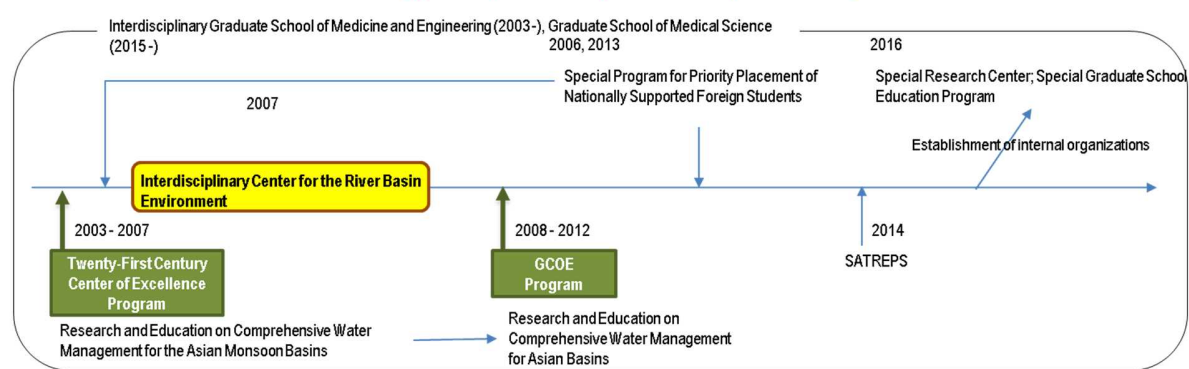 Interdisciplinary Graduate School of Medicine and Engineering (2003-), Graduate School of Medical Science
(2015-)
2006, 2013
2016
Special Program for Priority Placement of
Nationally Supported Foreign Students
Special Research Center; Special Graduate School
Education Program
2007
Establishment of internal organizations
Interdisciplinary Center for the River Basin
Environment
2003 - 2007
2008 - 2012
2014
Twenty-First Century
Center of Excellence
Program
GCOE
Program
SATREPS
Research and Education on Comprehensive Water
Management for the Asian Monsoon Basins
Research and Education on
Comprehensive Water Management
for Asian Basins